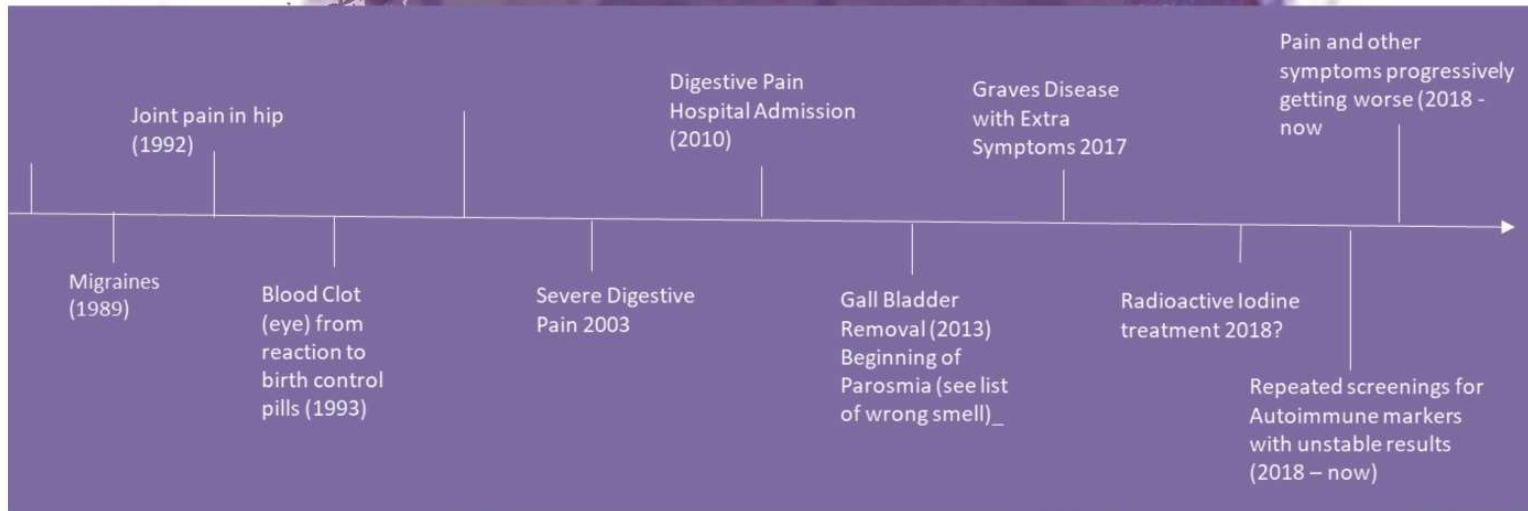 Joint pain in hip
(1992)
Digestive Pain
Hospital Admission
(2010)
Graves Disease
with Extra
Symptoms 2017
Pain and other
symptoms progressively
getting worse (2018 -
now
Migraines
(1989)
Blood Clot
(eye) from
reaction to
birth control
pills (1993)
Severe Digestive
Pain 2003
Gall Bladder
Removal (2013)
Beginning of
Parosmia (see list
of wrong smell)_
Radioactive Iodine
treatment 2018?
Repeated screenings for
Autoimmune markers
with unstable results
(2018 – now)